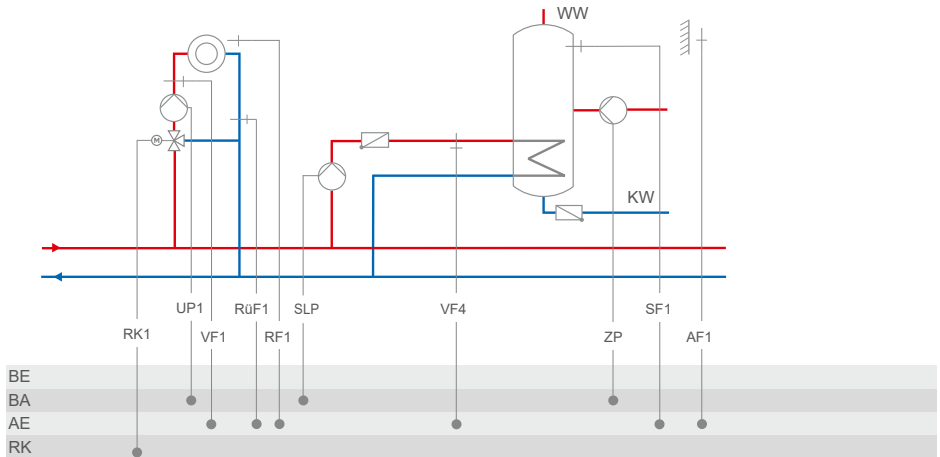 WW
M
KW
UP1 RüF1 SLP VF4 SF1
RK1 VF1 RF1 ZP AF1
BE
BA
AE
RK